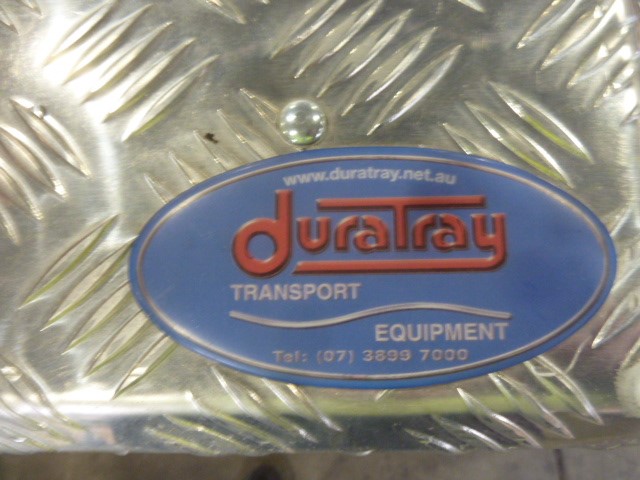 www.duratray.net.au
duraTray
TRANSPORT
EQUIPMENT
Tel: (07) 3899 7000